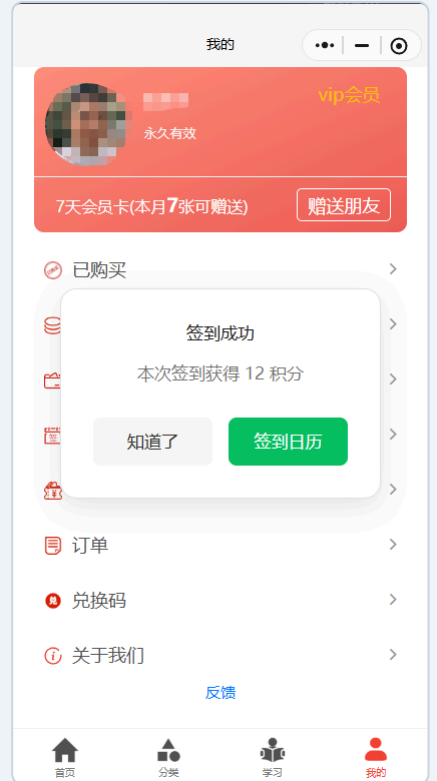 我的
vip会员
永久有效
7天会员卡(本月7张可赠送)
赠送朋友
已购买
签到成功
本次签到获得 12 积分
知道了
签到日历
订单
兑换码
关于我们
反馈
首页
分类
学习
我的